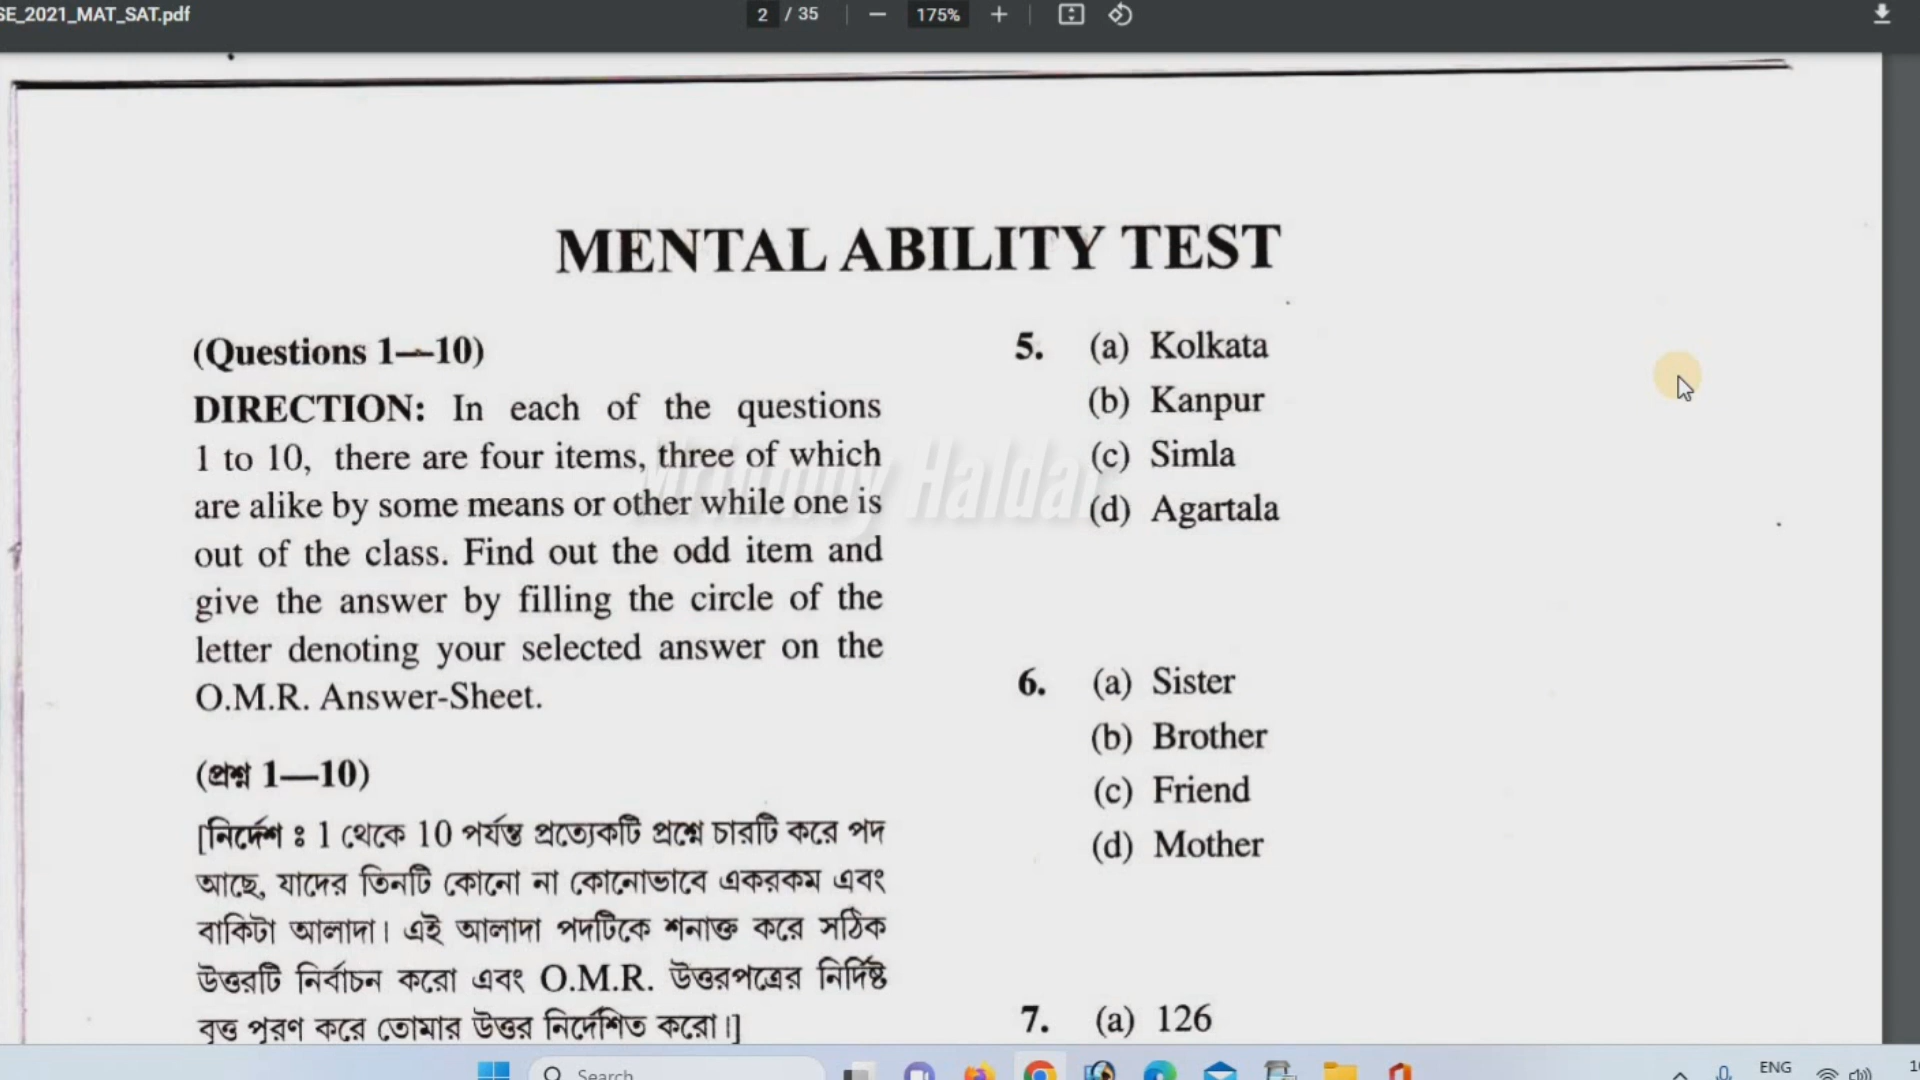 SE_2021_MAT_SAT.pdf
2 / 35
175%
MENTAL ABILITY TEST
(Questions 1—10)
DIRECTION: In each of the questions
1 to 10, there are four items, three of which
are alike by some means or other while one is
out of the class. Find out the odd item and
give the answer by filling the circle of the
letter denoting your selected answer on the
O.M.R. Answer-Sheet.
(প্রশ্ন 1—10)
[নির্দেশ ঃ 1 থেকে 10 পর্যন্ত প্রত্যেকটি প্রশ্নে চারটি করে পদ
আছে, যাদের তিনটি কোনো না কোনোভাবে একরকম এবং
বাকিটা আলাদা। এই আলাদা পদটিকে শনাক্ত করে সঠিক
উত্তরটি নির্বাচন করো এবং O.M.R. উত্তরপত্রের নির্দিষ্ট
বৃত্ত পূরণ করে তোমার উত্তর নির্দেশিত করো।]
5. (a) Kolkata
(b) Kanpur
(c) Simla
(d) Agartala
6. (a) Sister
(b) Brother
(c) Friend
(d) Mother
7. (a) 126
Haldar
Search
ENG